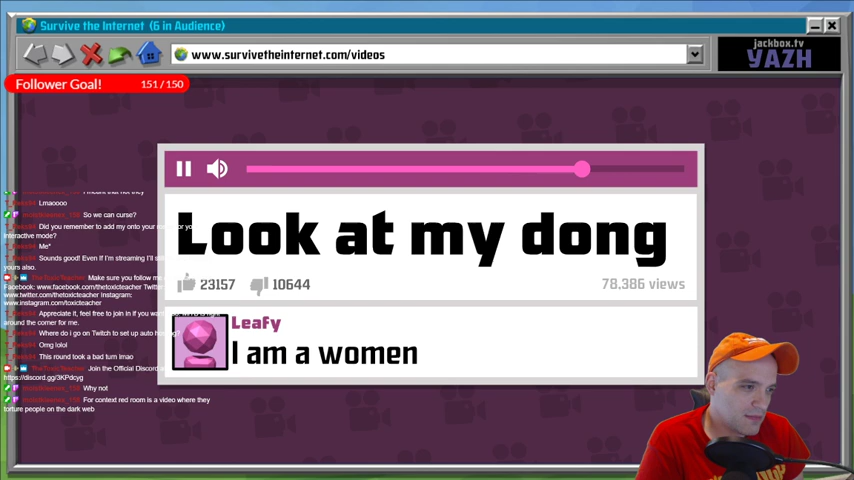 Survive the Internet (6 in Audience)
www.survivetheinternet.com/videos
jackbox.tv
YAZH
Follower Goal! 151 / 150
Look at my dong
23157 10644 78,386 views
Leafy
I am a women
Lmaoooo
So we can curse?
Did you remember to add my onto your
interactive mode?
Me*
Sounds good! Even If I'm streaming I'll
yours also.
Make sure you follow me
Facebook: www.facebook.com/thetoxicteacher
www.twitter.com/thetoxicteacher Instagram:
www.instagram.com/toxicteacher
Appreciate it, feel free to join in if you
around the corner for me.
Where do i go on Twitch to set up auto
Omg lolol
This round took a bad turn lmao
Join the Official Discord
https://discord.gg/3KPdcyg
Why not
For context red room is a video where they
torture people on the dark web